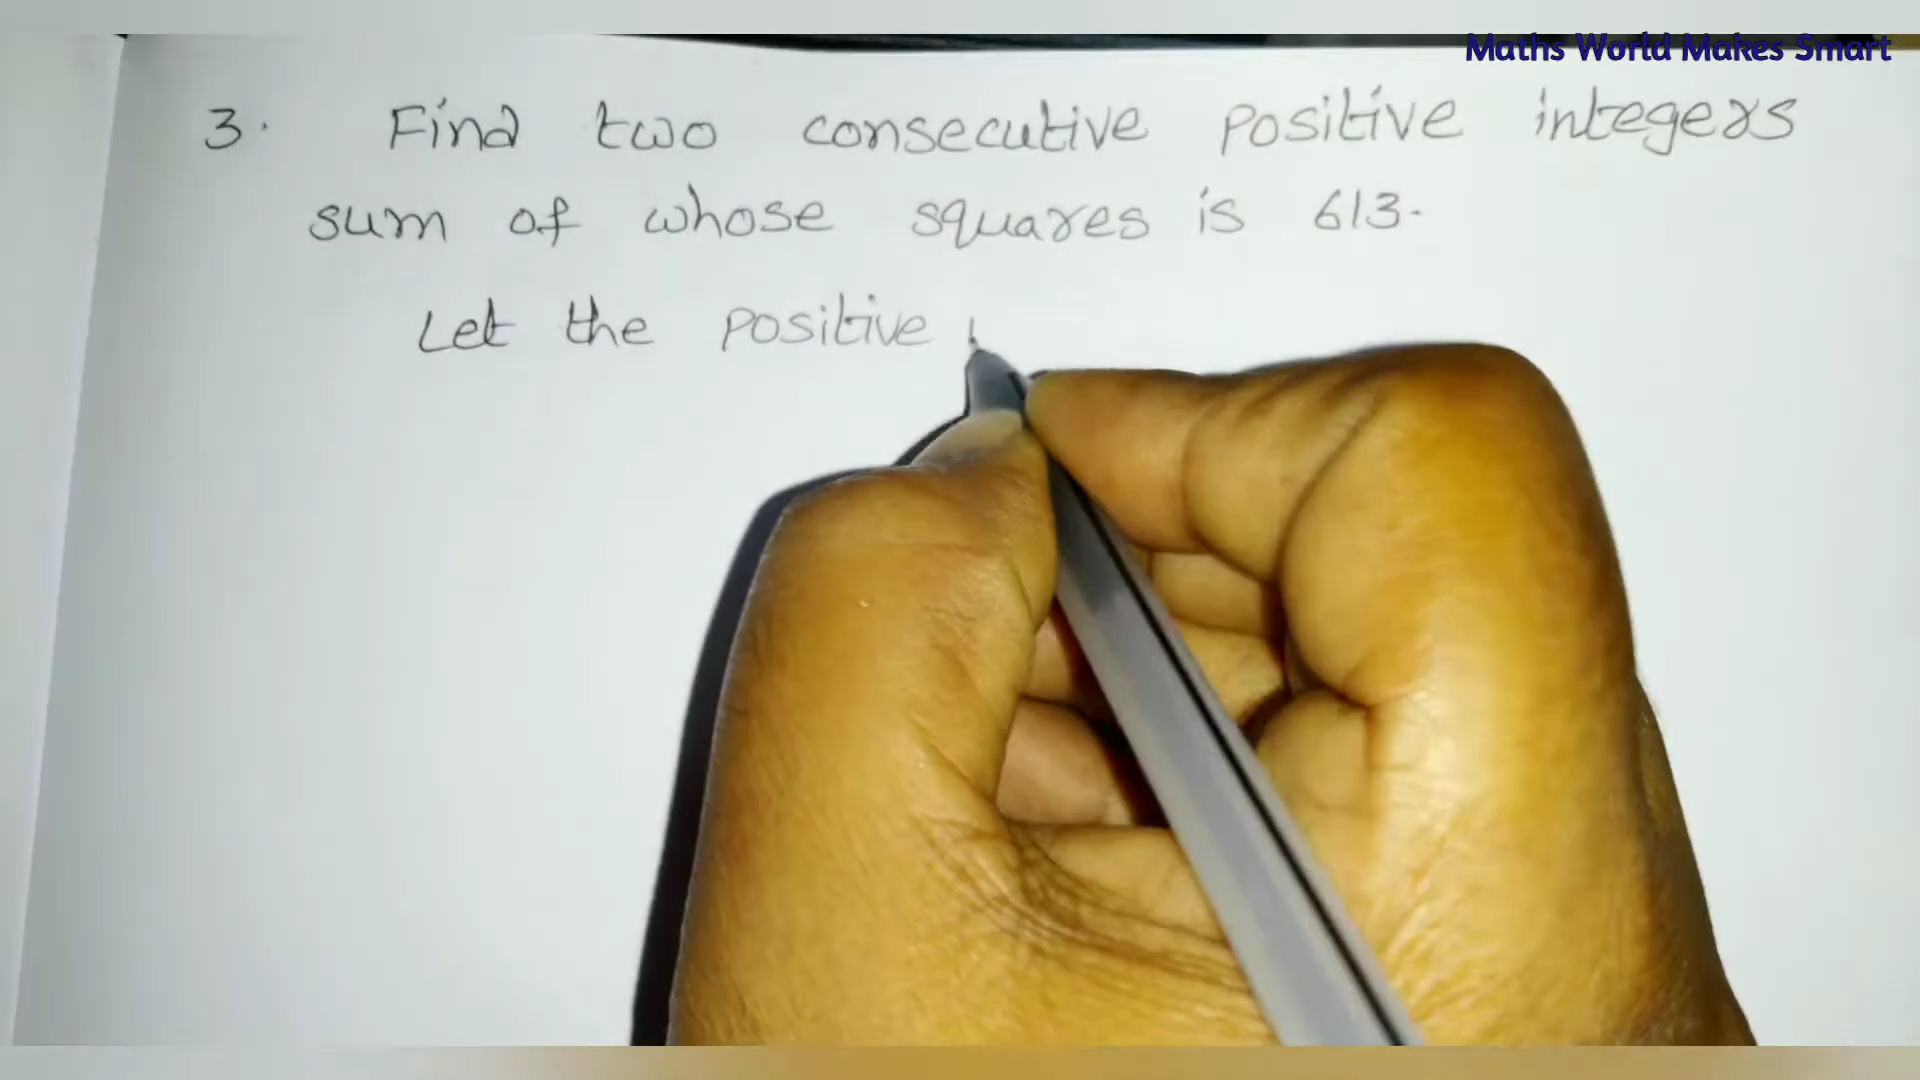 Maths World Makes Smart
3. Find two consecutive positive integers
sum of whose squares is 613.
Let the positive